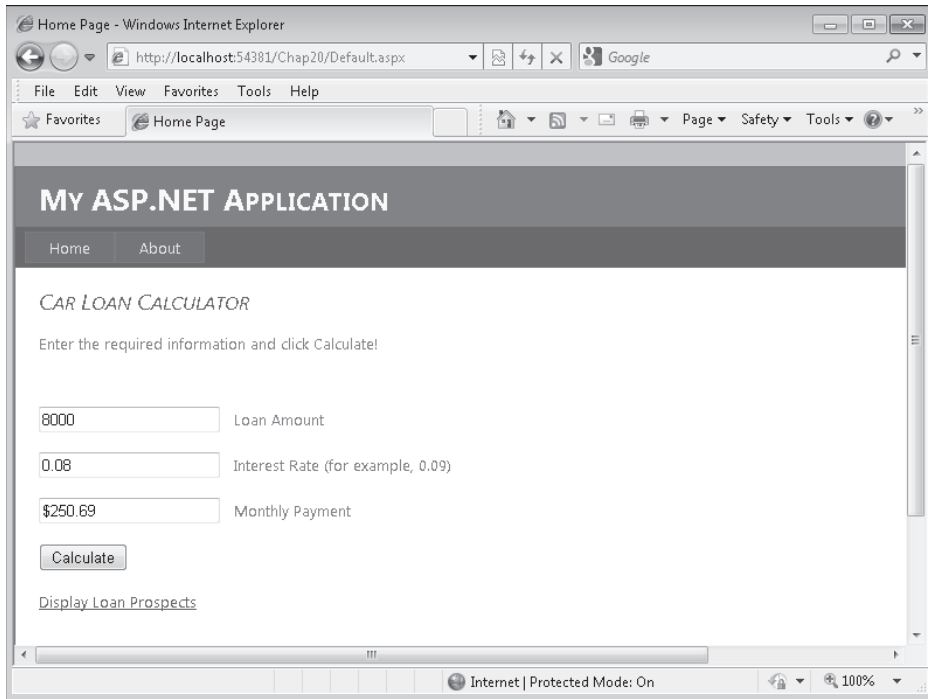 Home Page - Windows Internet Explorer
http://localhost:54381/Chap20/Default.aspx
Google
File Edit View Favorites Tools Help
Favorites
Home Page
Page Safety Tools
My ASP.NET Application
Home About
Car Loan Calculator
Enter the required information and click Calculate!
8000 Loan Amount
0.08 Interest Rate (for example, 0.09)
$250.69 Monthly Payment
Calculate
Display Loan Prospects
Internet | Protected Mode: On
100%